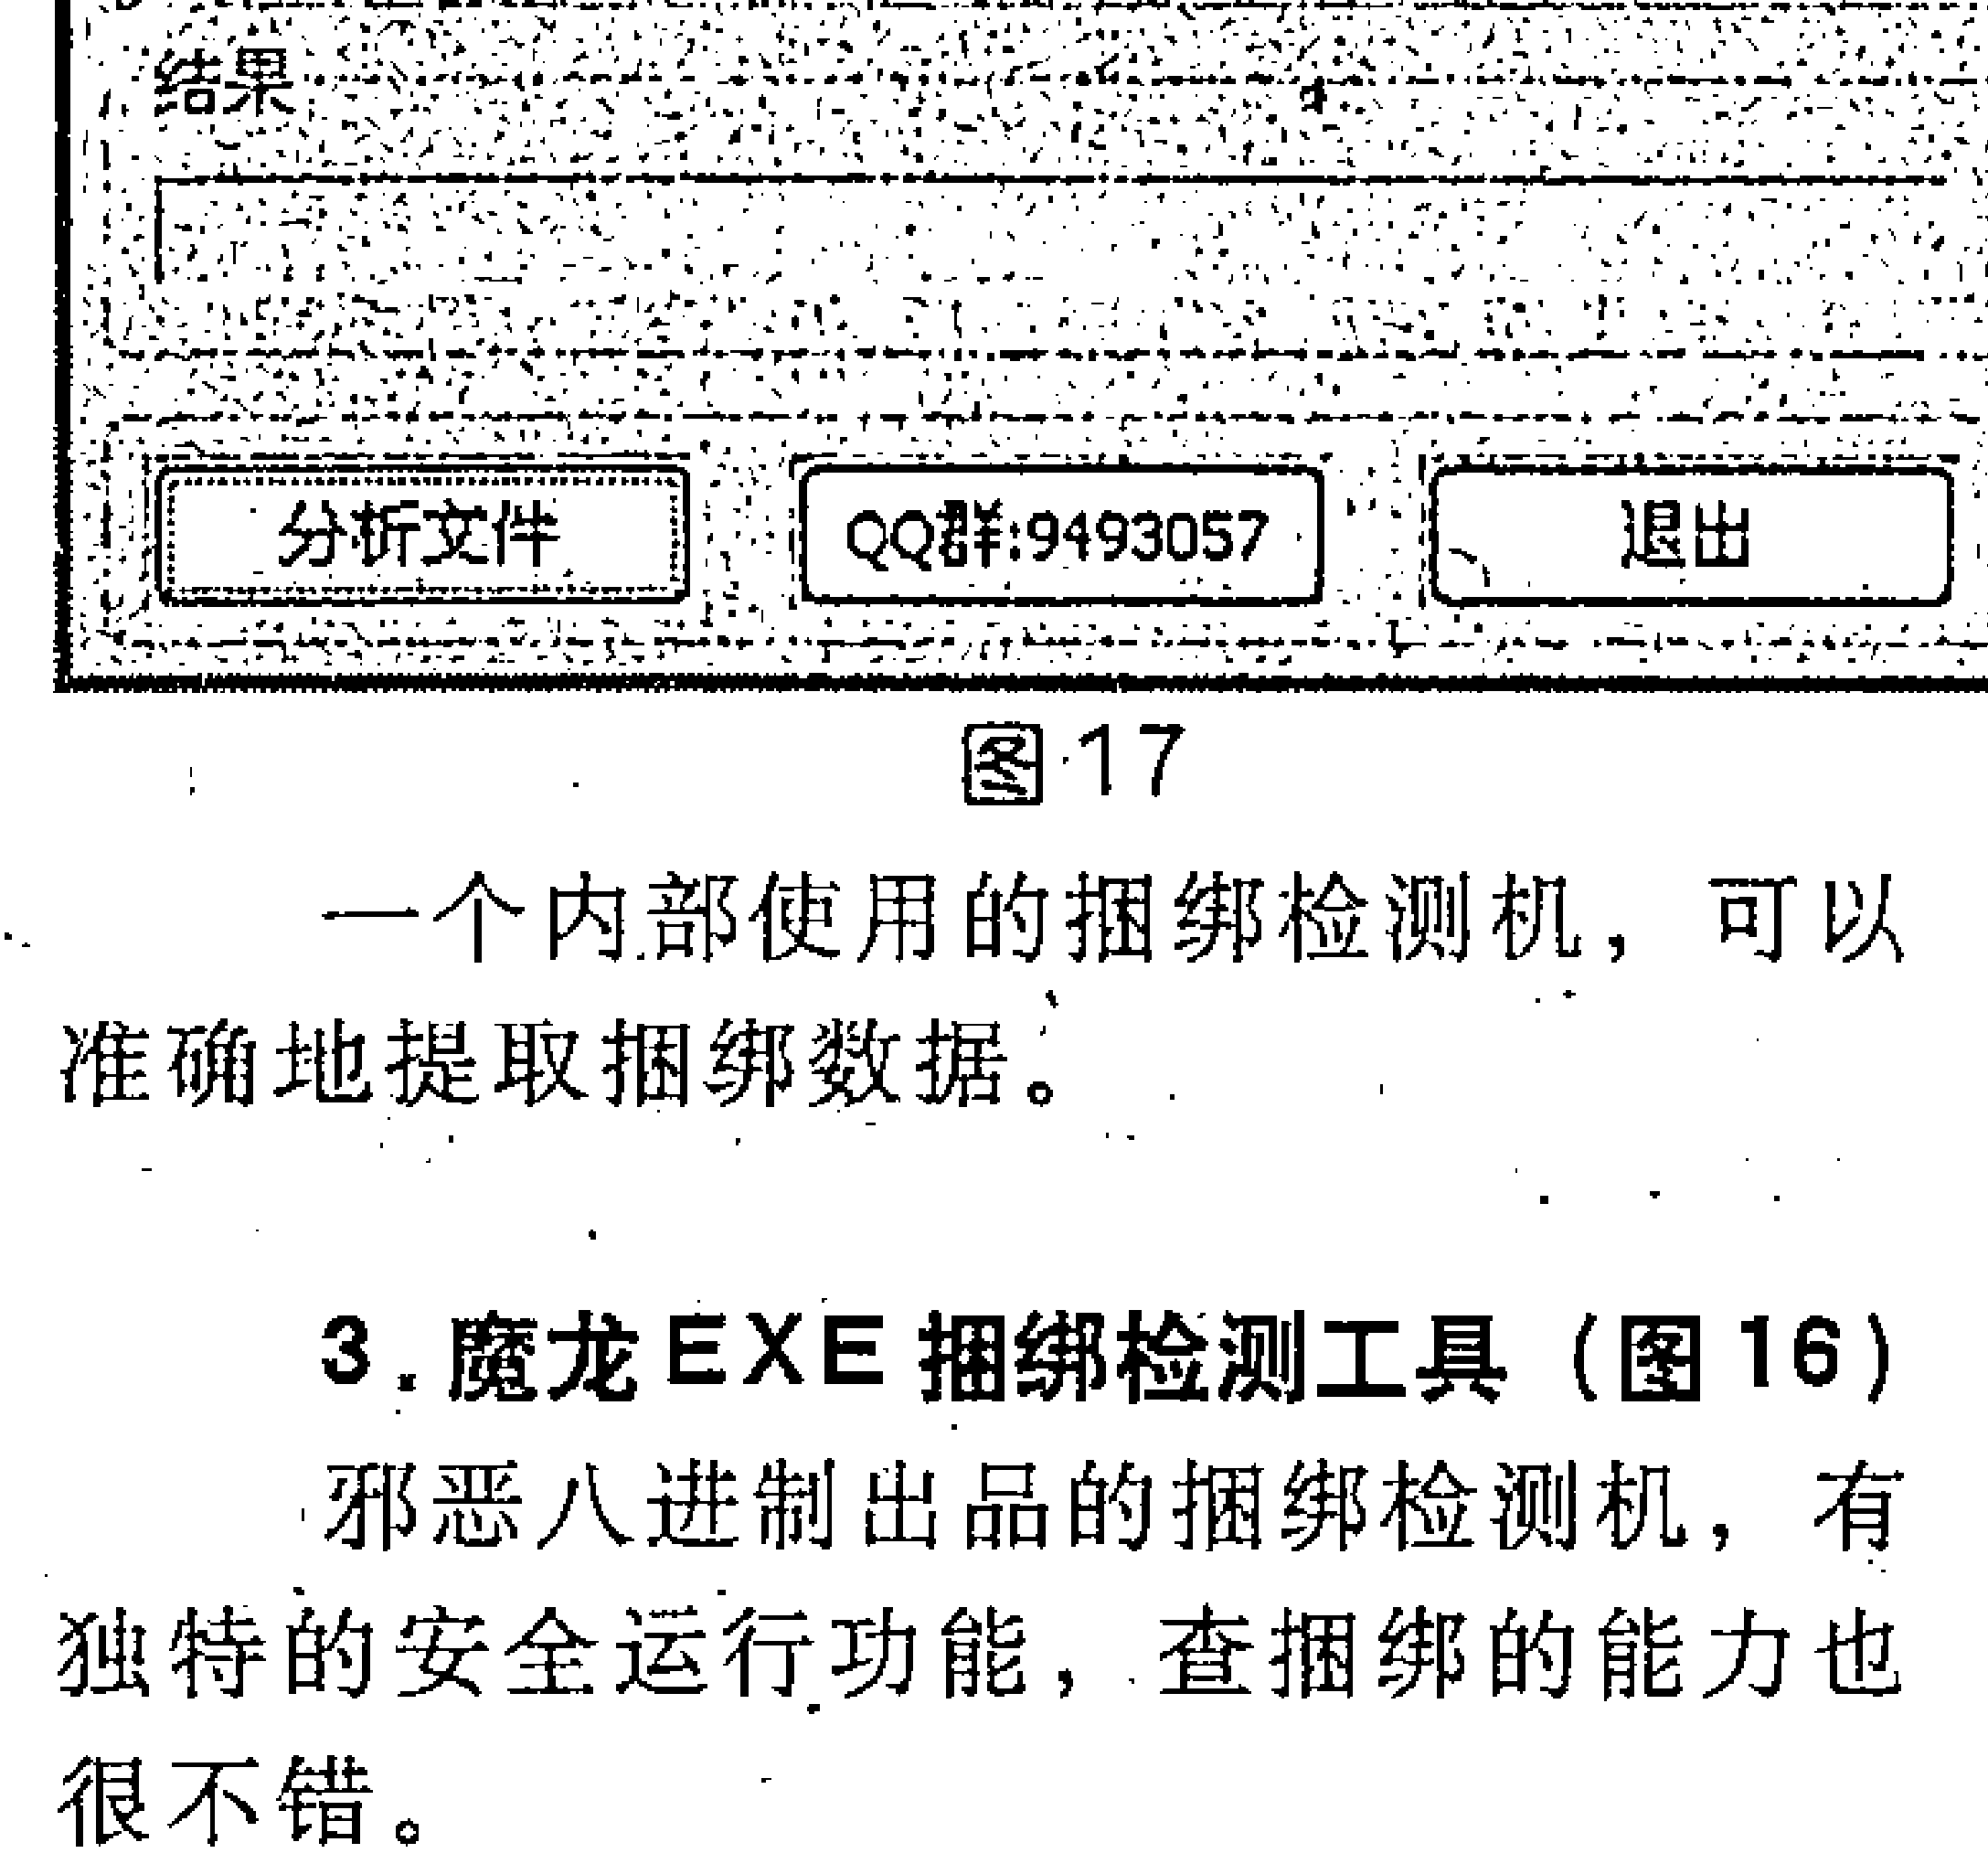 结果
分析文件 QQ群:9493057 退出
图17
一个内部使用的捆绑检测机，可以
准确地提取捆绑数据。
3.魔龙EXE捆绑检测工具（图16）
邪恶八进制出品的捆绑检测机，有
独特的安全运行功能，查捆绑的能力也
很不错。